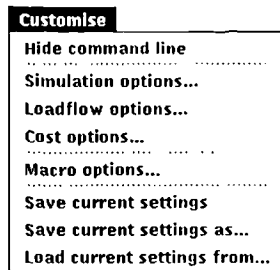 Customise
Hide command line
Simulation options...
Loadflow options...
Cost options...
Macro options...
Save current settings
Save current settings as...
Load current settings from...